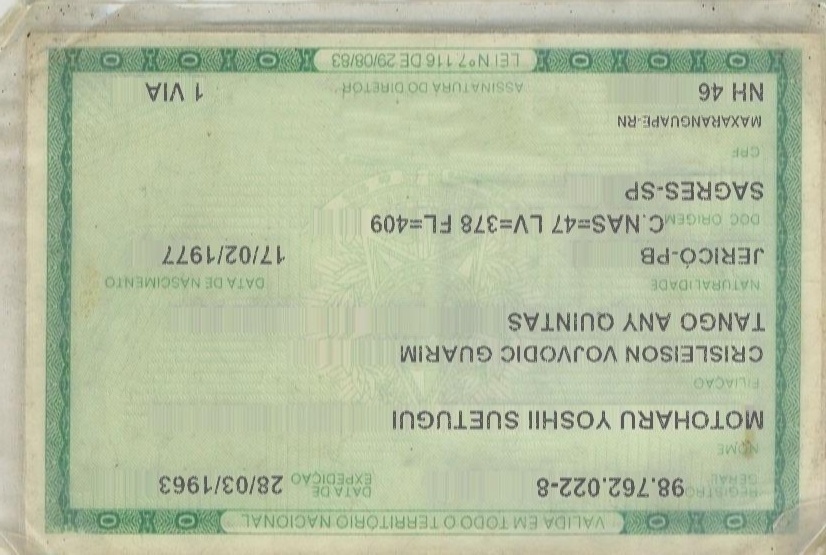 VALIDA EM TODO O TERRITÓRIO NACIONAL
REGISTRO GERAL 98.762.022-8 DATA DE EXPEDIÇÃO 28/03/1963
NOME
MOTOHARU YOSHII SUETUGUI
FILIAÇÃO
CRISLEISON VOJVODIC GUARIM
TANGO ANY QUINTAS
NATURALIDADE DATA DE NASCIMENTO
JERICÓ-PB 17/02/1977
DOC ORIGEM C.NAS=47 LV=378 FL=409
SAGRES-SP
CPF
MAXARANGUAPE-RN
NH 46 ASSINATURA DO DIRETOR 1 VIA
LEI Nº 7.116 DE 29/08/83